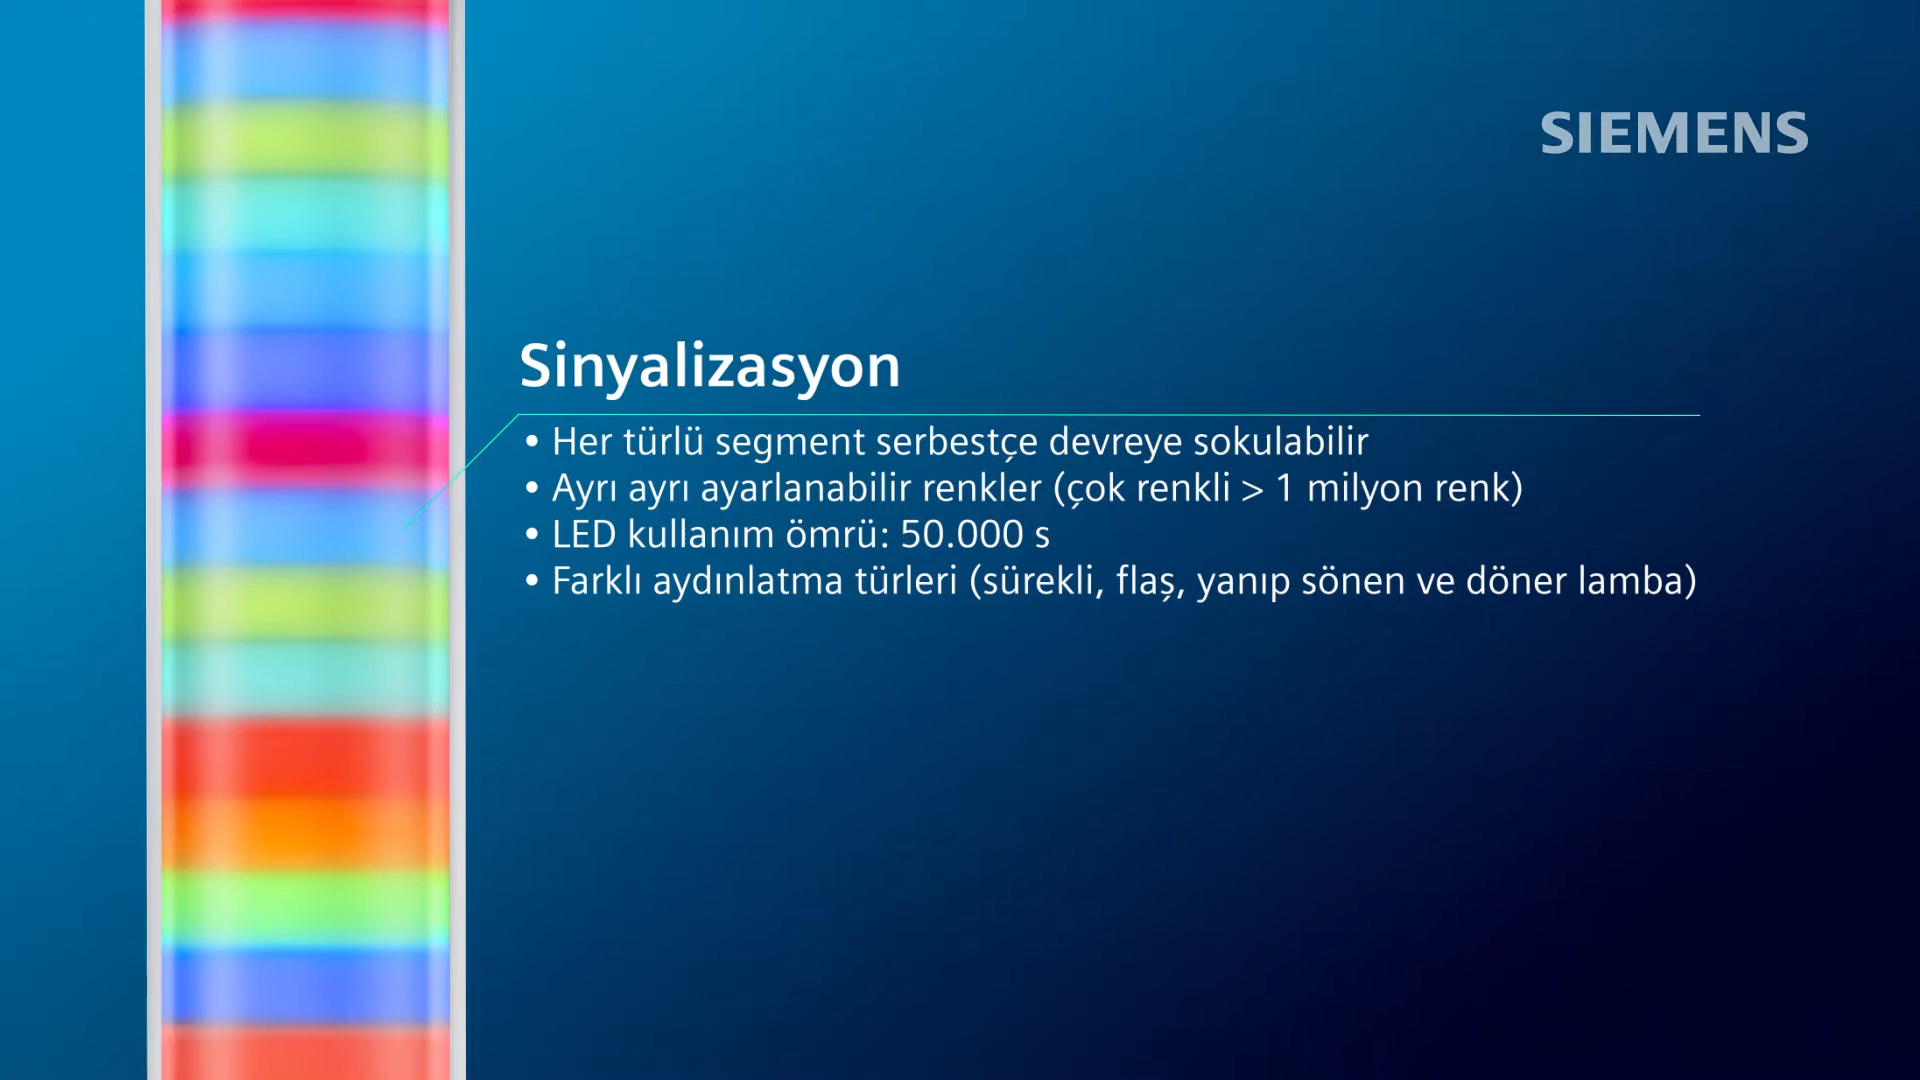 SIEMENS
Sinyalizasyon
• Her türlü segment serbestçe devreye sokulabilir
• Ayrı ayrı ayarlanabilir renkler (çok renkli > 1 milyon renk)
• LED kullanım ömrü: 50.000 s
• Farklı aydınlatma türleri (sürekli, flaş, yanıp sönen ve döner lamba)